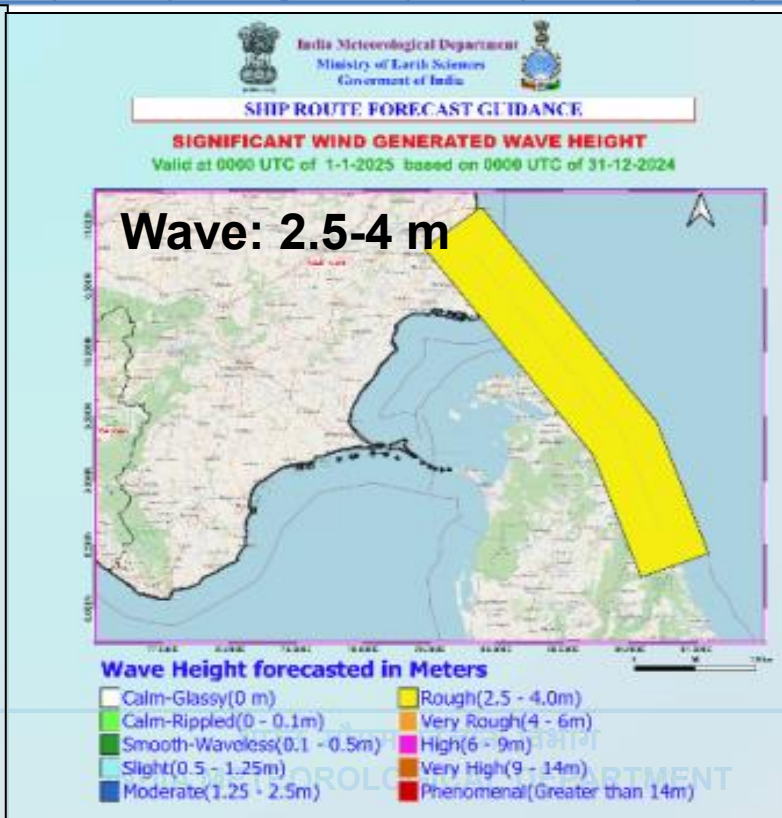 India Meteorological Department
Ministry of Earth Sciences
Goverment of India
SHIP ROUTE FORECAST GUIDANCE
SIGNIFICANT WIND GENERATED WAVE HEIGHT
Valid at 0000 UTC of 1-1-2025 based on 0000 UTC of 31-12-2024
Wave: 2.5-4 m
Wave Height forecasted in Meters
Calm-Glassy(0 m)
Calm-Rippled(0 - 0.1m)
Smooth-Waveless(0.1 - 0.5m)
Slight(0.5 - 1.25m)
Moderate(1.25 - 2.5m)
Rough(2.5 - 4.0m)
Very Rough(4 - 6m)
High(6 - 9m)
Very High(9 - 14m)
Phenomenal(Greater than 14m)